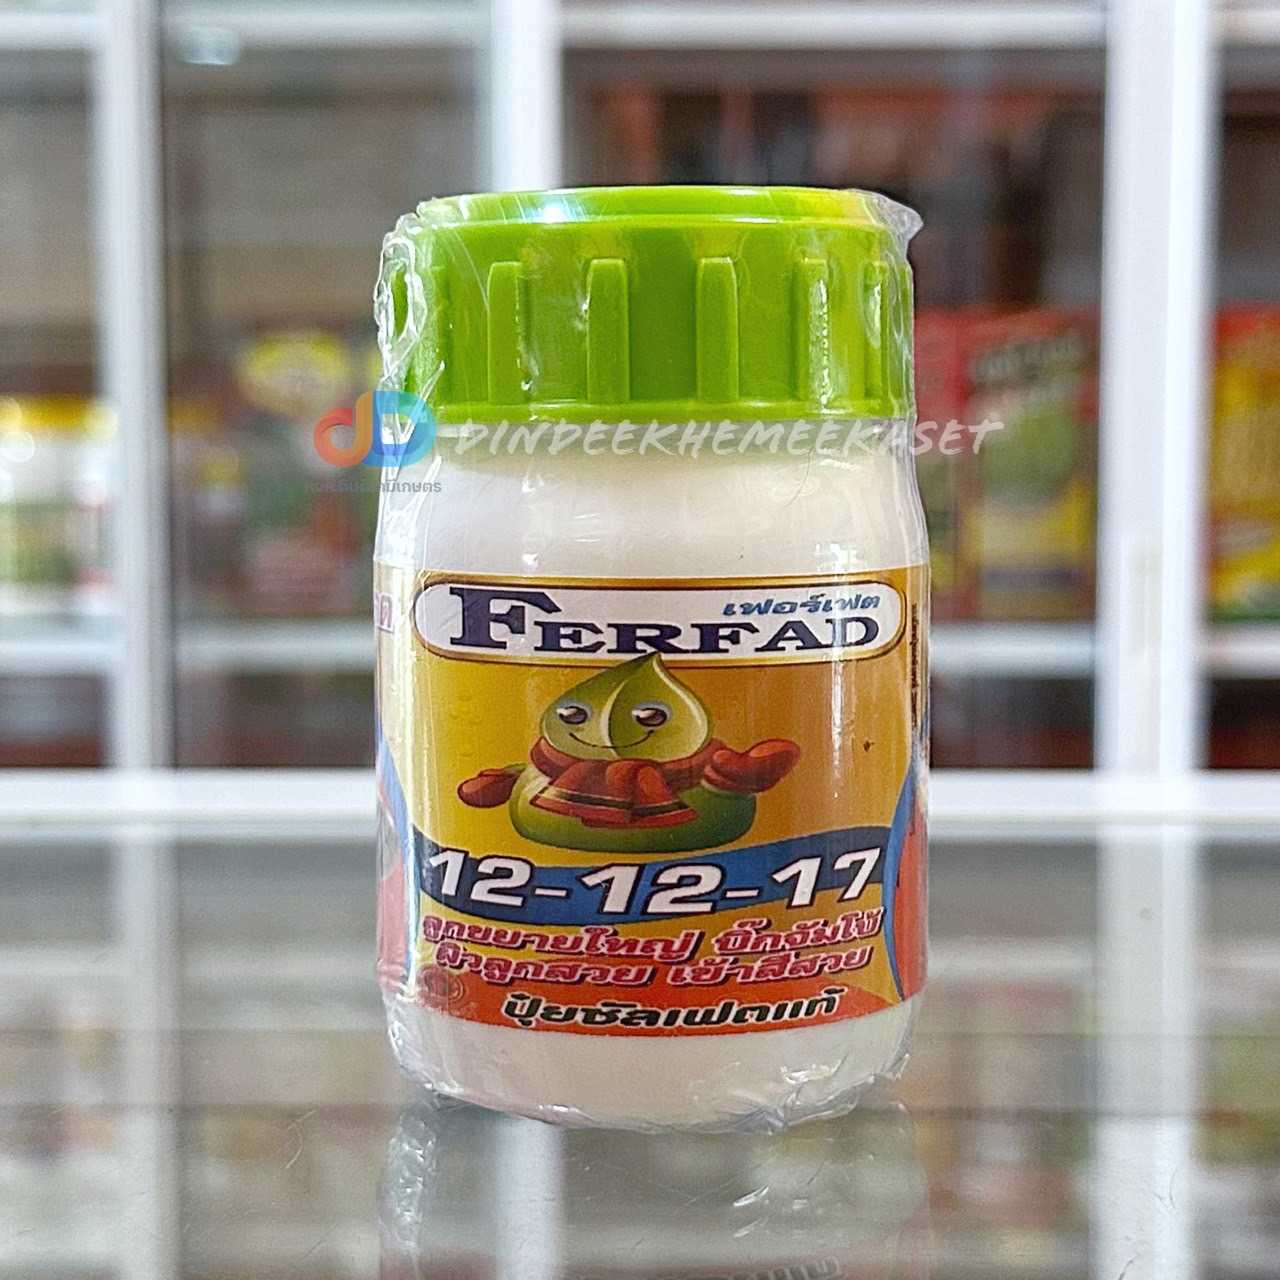 DINDEEKHEMEEKASET
เฟอร์เฟต
FERFAD
12-12-17
ลูกขยายใหญ่ บิ๊กจัมโบ้
ผิวลูกสวย เข้าสีสวย
ปุ๋ยซัลเฟตแท้